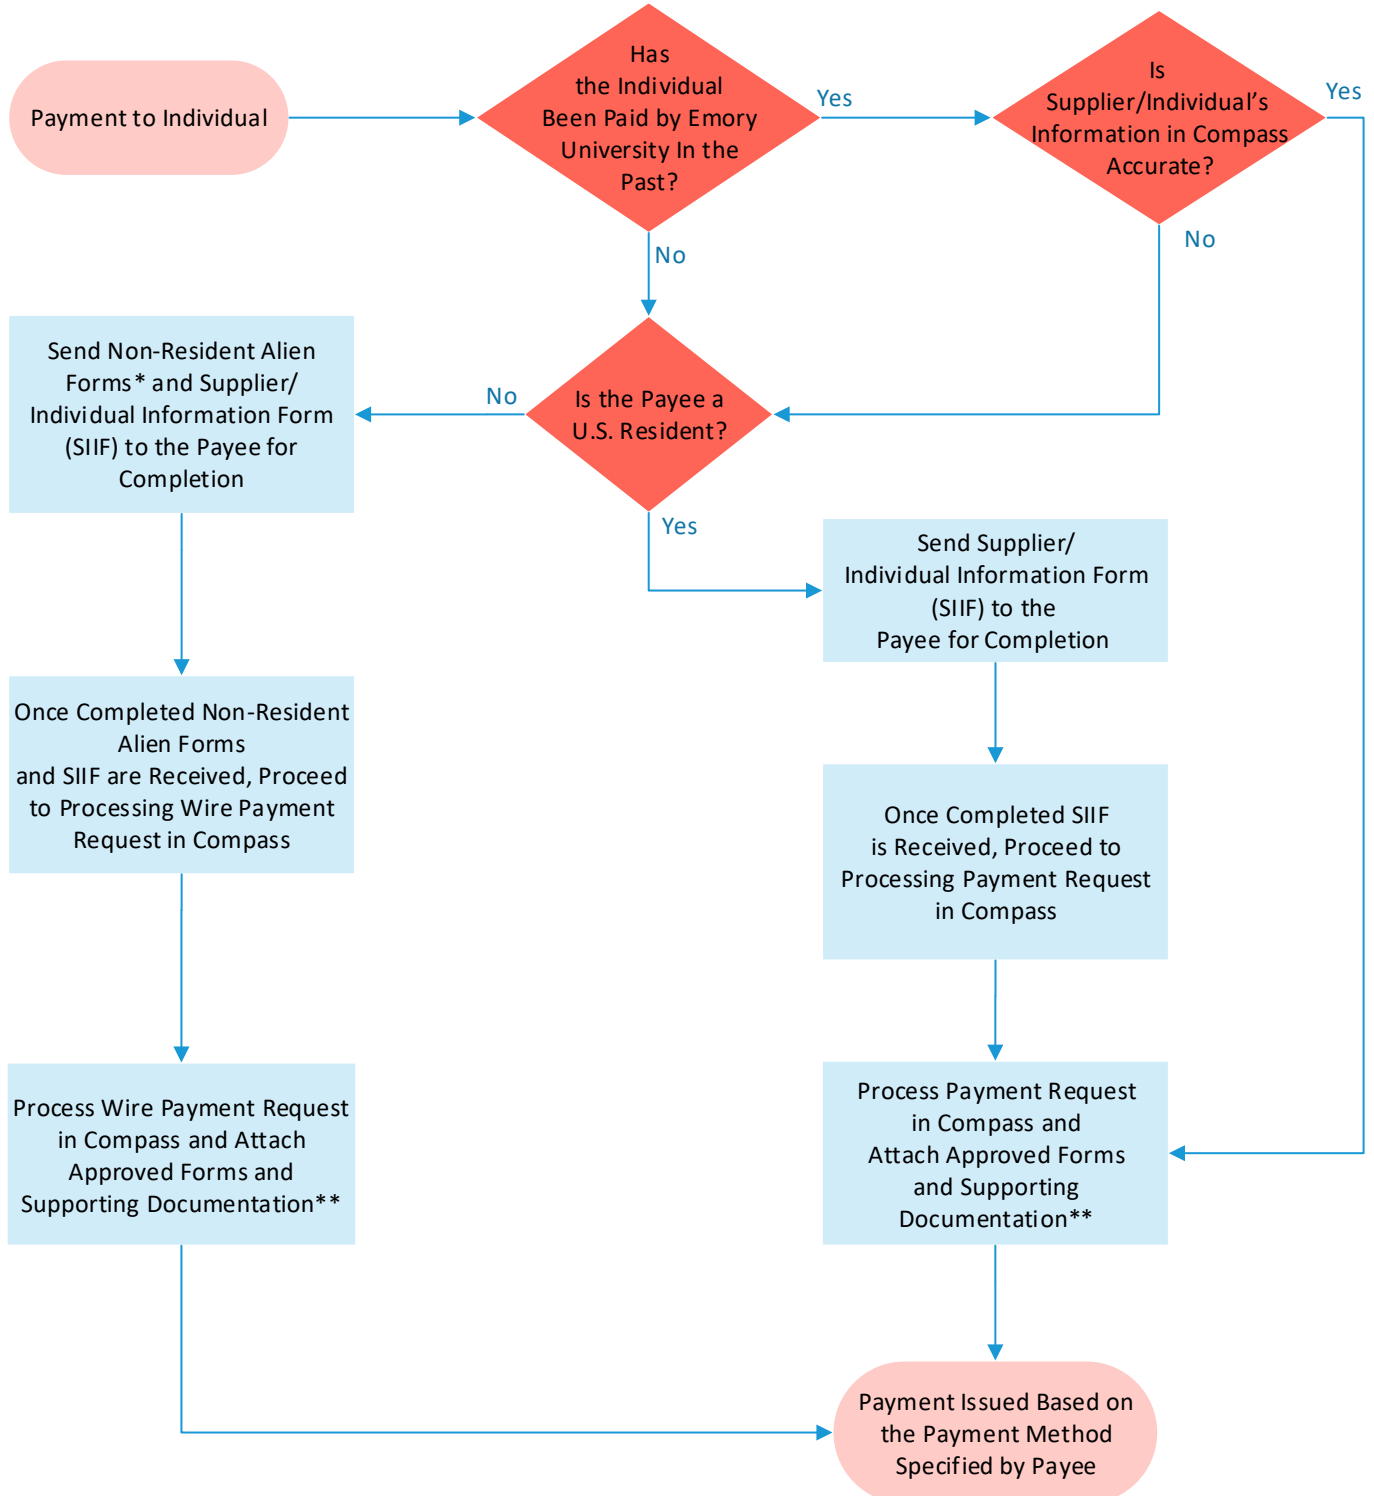 Payment to Individual
Has
the Individual
Been Paid by Emory
University In the
Past?
Yes
Is
Supplier/Individual’s
Information in Compass
Accurate?
Yes
No
No
Send Non-Resident Alien
Forms* and Supplier/
Individual Information Form
(SIIF) to the Payee for
Completion
No
Is the Payee a
U.S. Resident?
Yes
Send Supplier/
Individual Information Form
(SIIF) to the
Payee for Completion
Once Completed Non-Resident
Alien Forms
and SIIF are Received, Proceed
to Processing Wire Payment
Request in Compass
Once Completed SIIF
is Received, Proceed to
Processing Payment Request
in Compass
Process Wire Payment Request
in Compass and Attach
Approved Forms and
Supporting Documentation**
Process Payment Request
in Compass and
Attach Approved Forms
and Supporting
Documentation**
Payment Issued Based on
the Payment Method
Specified by Payee